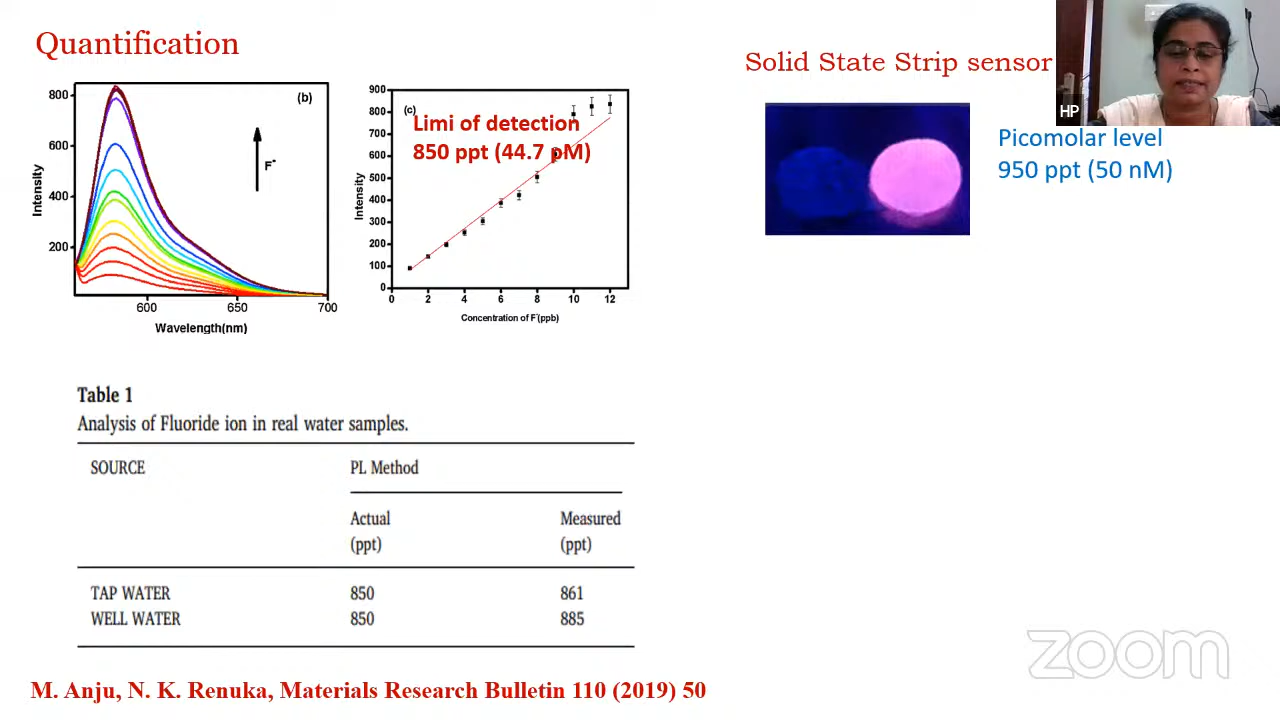 Quantification
Solid State Strip sensor
HP
Picomolar level
950 ppt (50 nM)
(b)
F-
800
600
400
200
Intensity
600
650
700
Wavelength(nm)
(c)
Limi of detection
850 ppt (44.7 pM)
900
800
700
600
500
400
300
200
100
0
Intensity
0
2
4
6
8
10
12
Concentration of F-(ppb)
Table 1
Analysis of Fluoride ion in real water samples.
SOURCE PL Method
Actual Measured
(ppt) (ppt)
TAP WATER 850 861
WELL WATER 850 885
M. Anju, N. K. Renuka, Materials Research Bulletin 110 (2019) 50
zoom